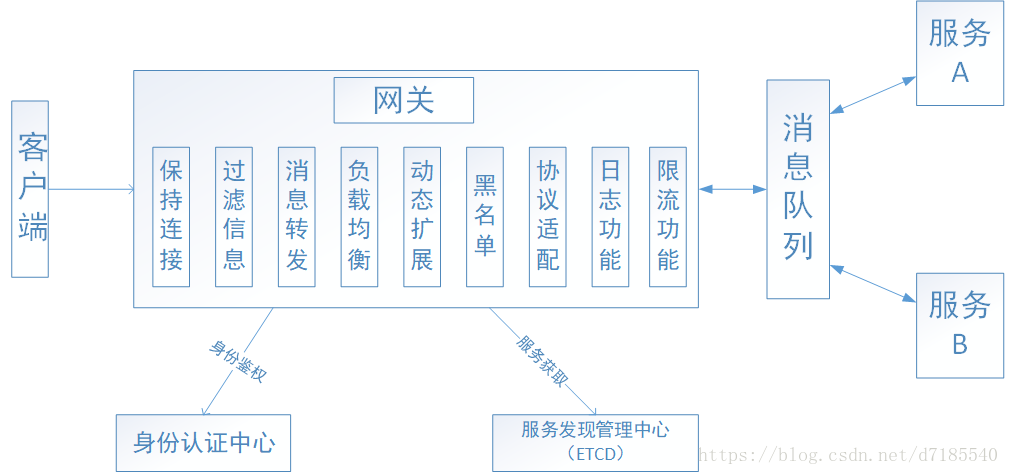 客户端
网关
保持连接
过滤信息
消息转发
负载均衡
动态扩展
黑名单
协议适配
日志功能
限流功能
消息队列
服务
A
服务
B
身份鉴权
服务获取
身份认证中心
服务发现管理中心
（ETCD）
https://blog.csdn.net/d7185540